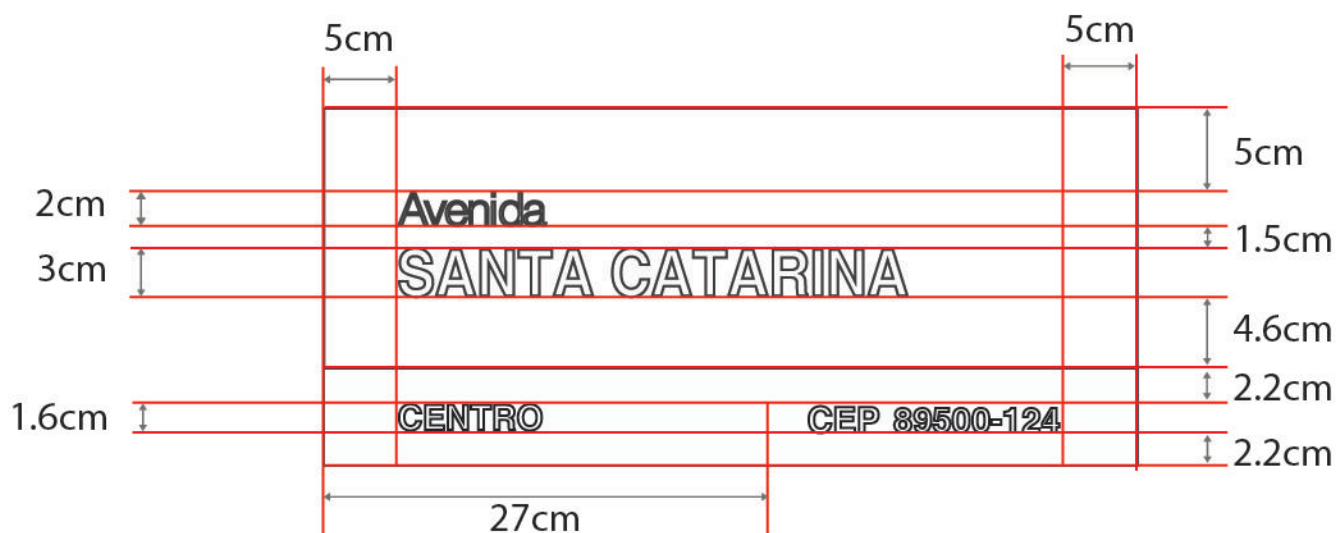 5cm 5cm
5cm
2cm Avenida
1.5cm
3cm SANTA CATARINA
4.6cm
2.2cm
1.6cm CENTRO CEP 89500-124
2.2cm
27cm